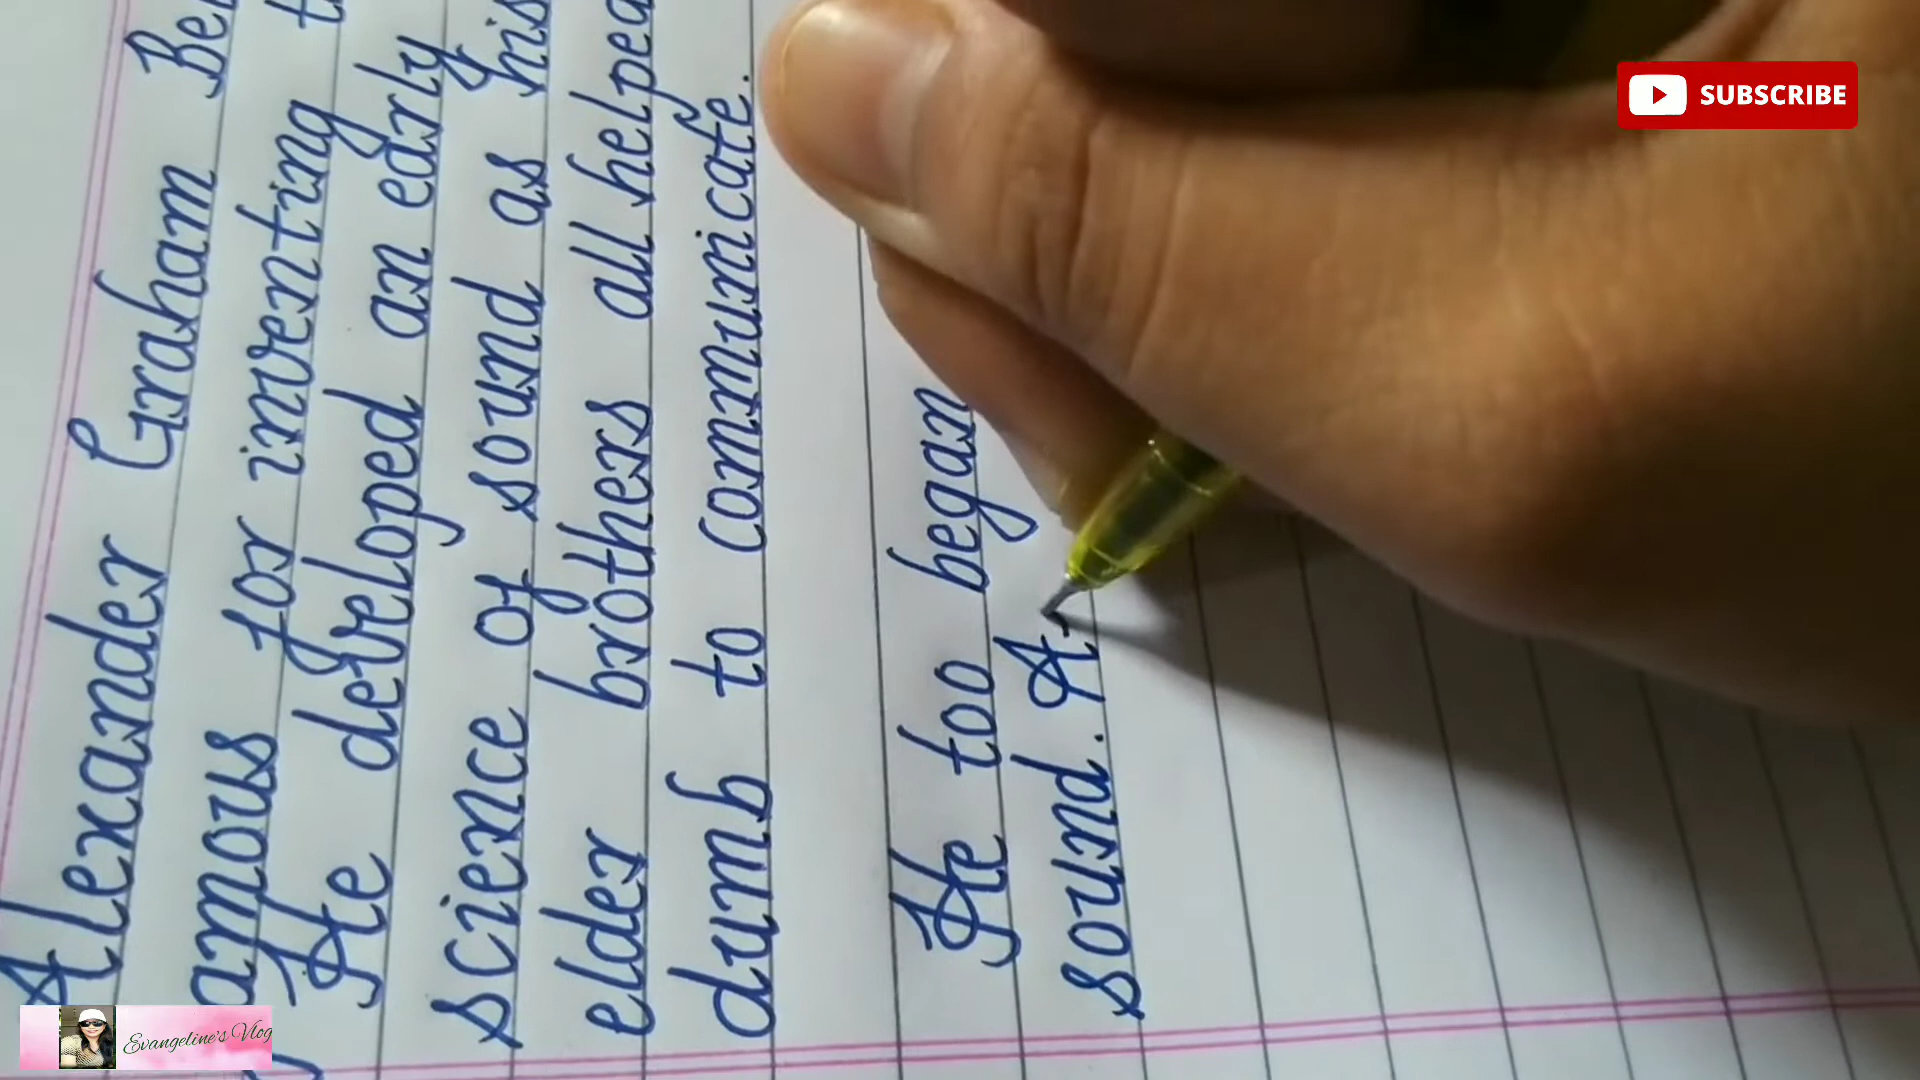 Alexander Graham Bel
famous for inventing t
He developed an early
science of sound as his
elder brothers all helped
dumb to communicate.
He too began
sound. A
SUBSCRIBE
Evangeline's Vlog